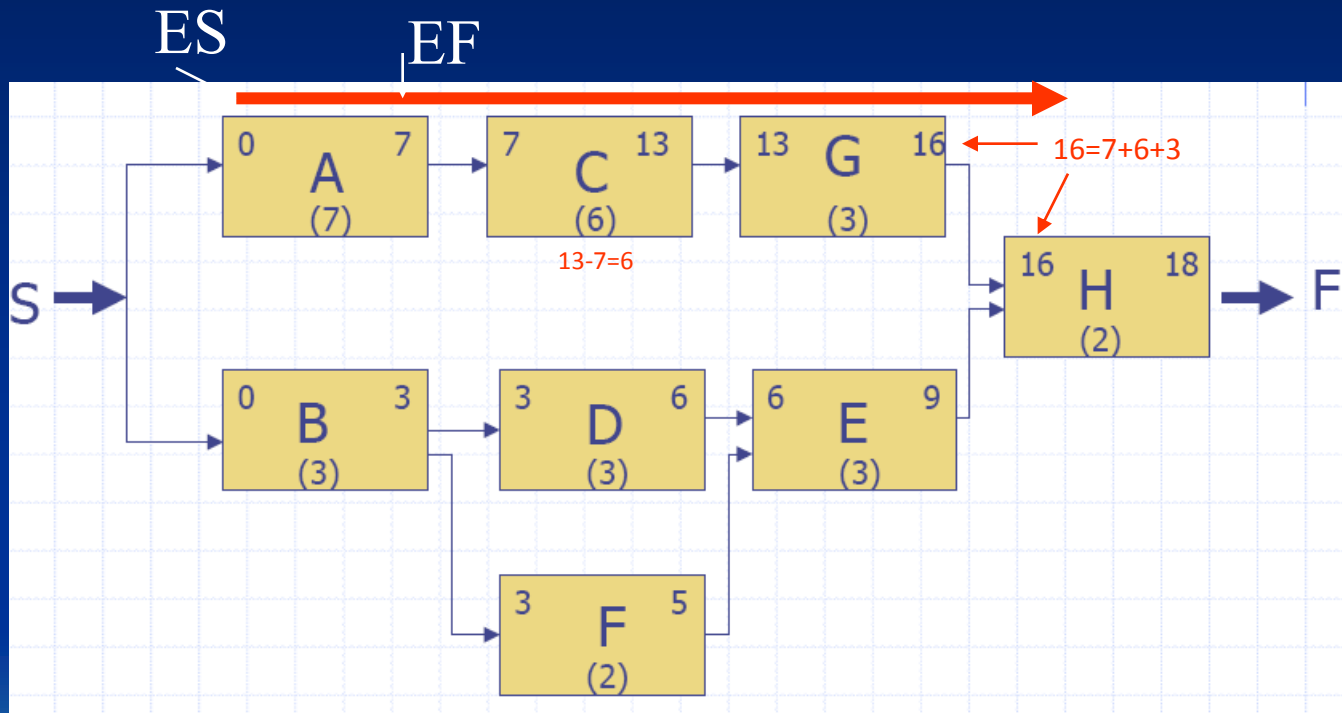 ES
EF
0 7 7 13 13 16
A C G
(7) (6) (3)
16=7+6+3
13-7=6
S
16 18
H
(2)
F
0 3 3 6 6 9
B D E
(3) (3) (3)
3 5
F
(2)